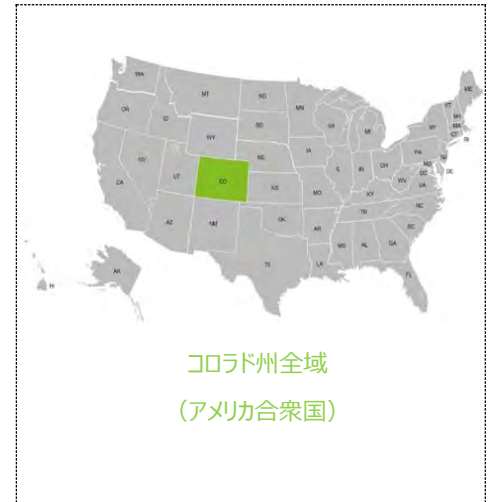 WA
MT
ND
MN
ME
OR
ID
SD
WI
MI
VT
NH
NY
MA
CT
RI
WY
IA
PA
NJ
NV
NE
IL
IN
OH
MD
DE
DC
CA
UT
CO
KS
MO
KY
WV
VA
TN
NC
AZ
NM
OK
AR
SC
MS
AL
GA
TX
LA
FL
AK
HI
コロラド州全域
（アメリカ合衆国）